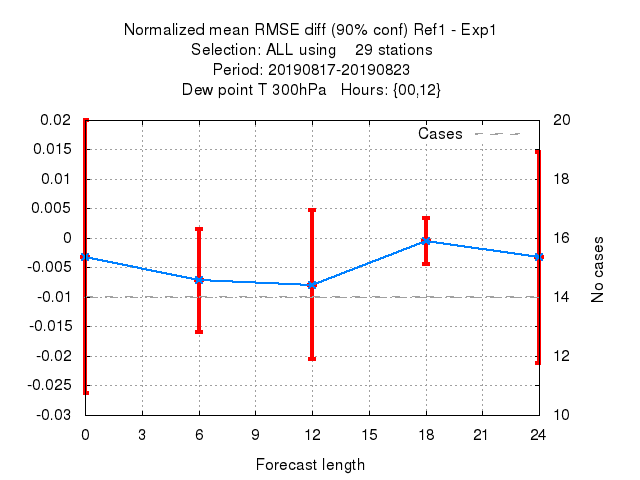 Normalized mean RMSE diff (90% conf) Ref1 - Exp1
Selection: ALL using    29 stations
Period: 20190817-20190823
Dew point T 300hPa   Hours: {00,12}
Cases
0.02
0.015
0.01
0.005
0
-0.005
-0.01
-0.015
-0.02
-0.025
-0.03
20
18
16
14
12
10
No cases
0 3 6 9 12 15 18 21 24
Forecast length